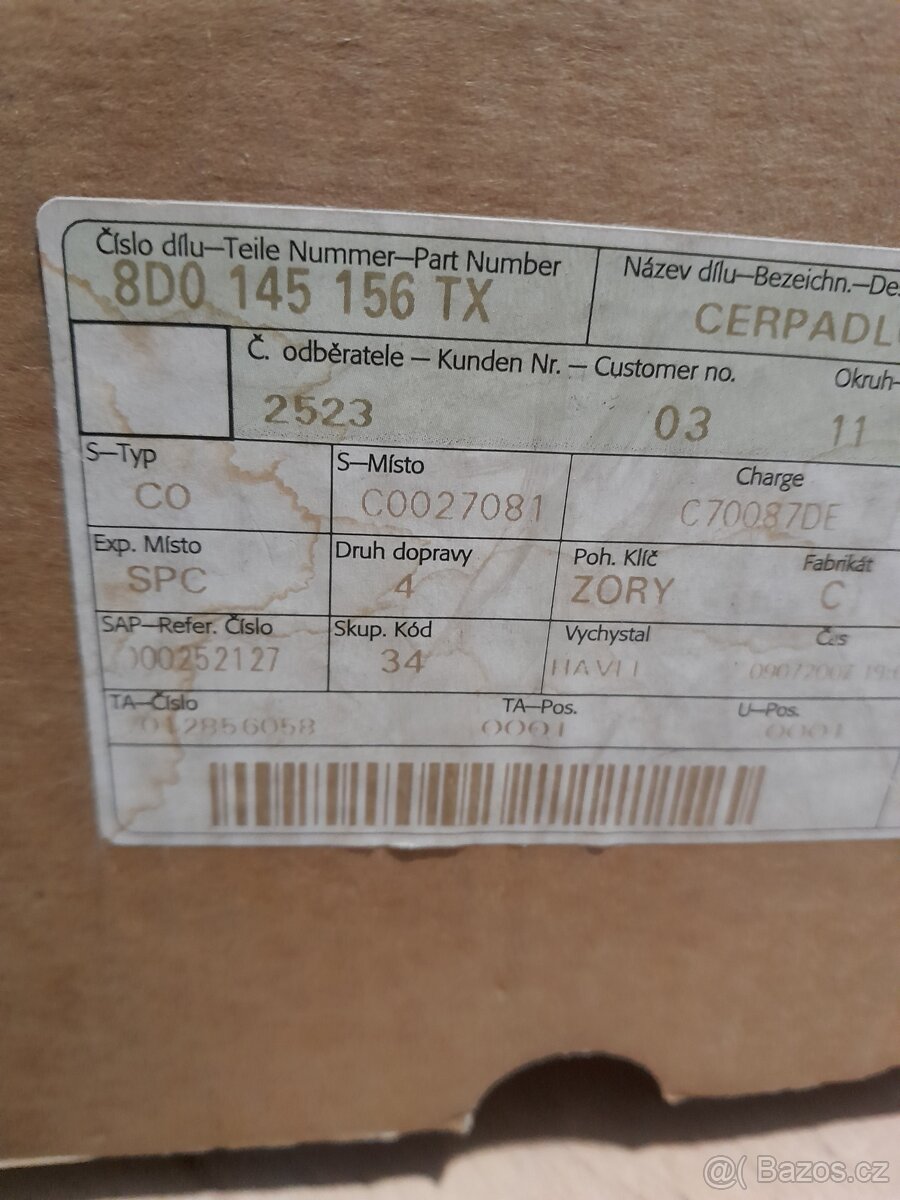 Číslo dílu—Teile Nummer—Part Number
8D0 145 156 TX
Název dílu—Bezeichn.—
CERPADL
Č. odběratele — Kunden Nr. — Customer no.
Okruh—
2523 03 11
S—Typ
CO
S—Místo
C0027081
Charge
C70087DE
Exp. Místo
SPC
Druh dopravy
4
Poh. Klíč
ZORY
Fabrikát
C
SAP—Refer. Číslo
000252127
Skup. Kód
34
Vychystal
Čas
TA—Číslo
012856058
TA—Pos.
0001
U—Pos.
0001
@( Bazos.cz